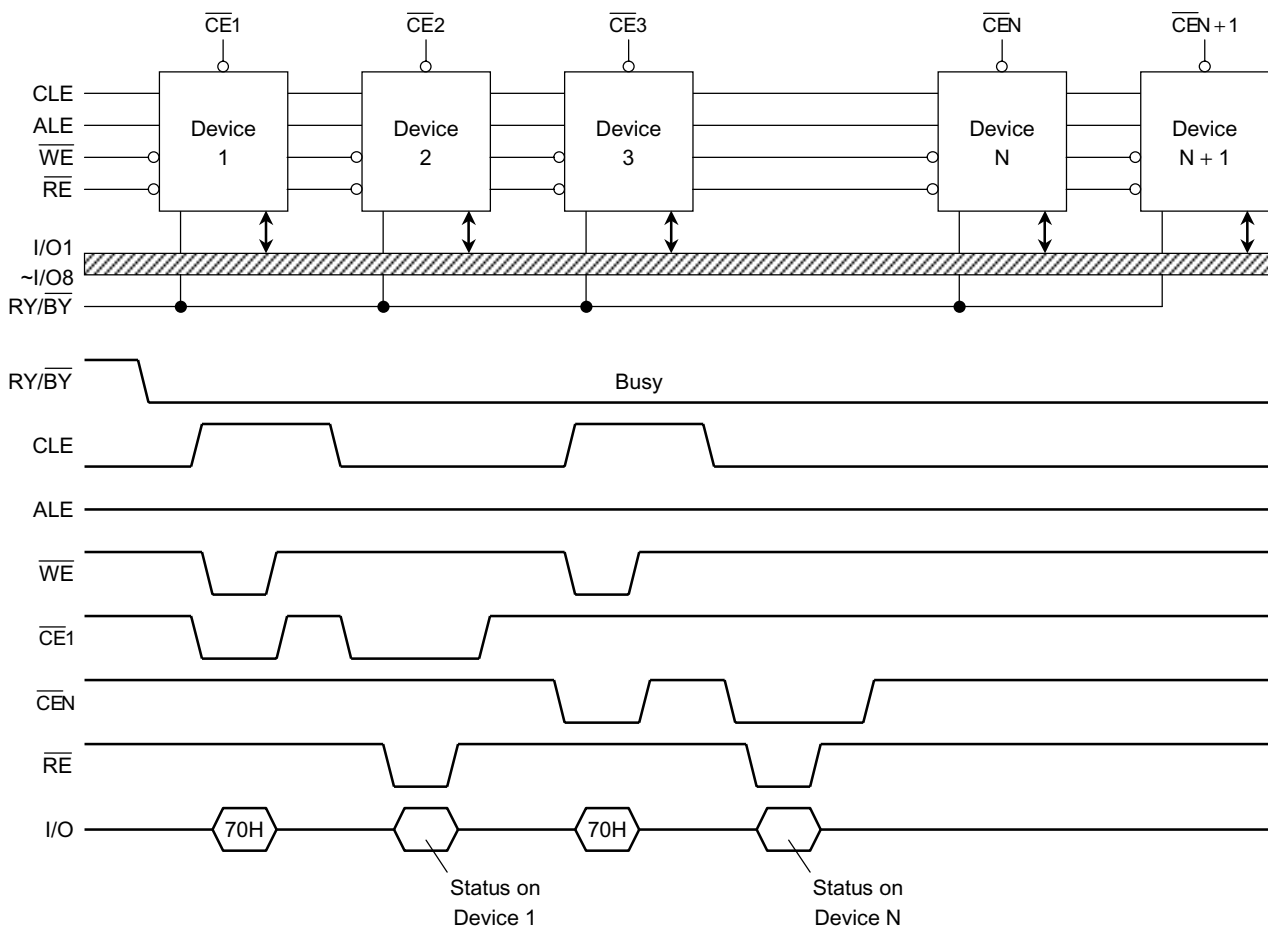 CE1 CE2 CE3 CEN CEN + 1
CLE
ALE
WE
RE
Device 1
Device 2
Device 3
Device N
Device N + 1
I/O1
~I/O8
RY/BY
RY/BY
Busy
CLE
ALE
WE
CE1
CEN
RE
I/O
70H
70H
Status on
Device 1
Status on
Device N